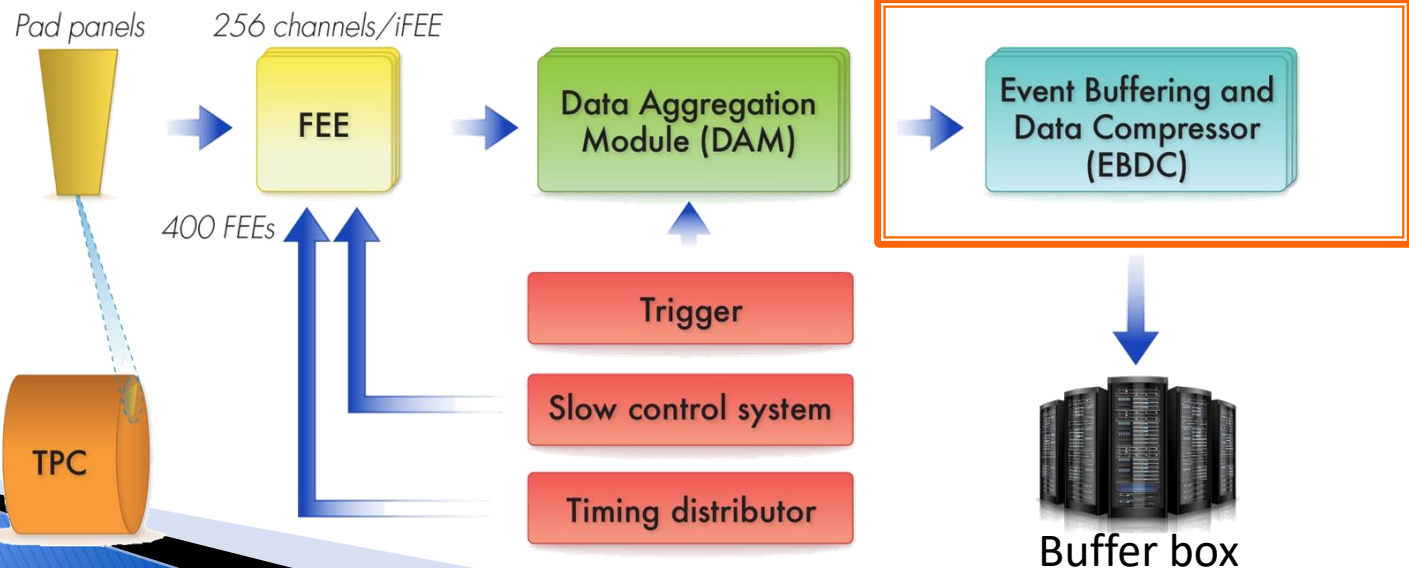 Pad panels
256 channels/iFEE
FEE
400 FEEs
Data Aggregation
Module (DAM)
Event Buffering and
Data Compressor
(EBDC)
Trigger
Slow control system
Timing distributor
TPC
Buffer box